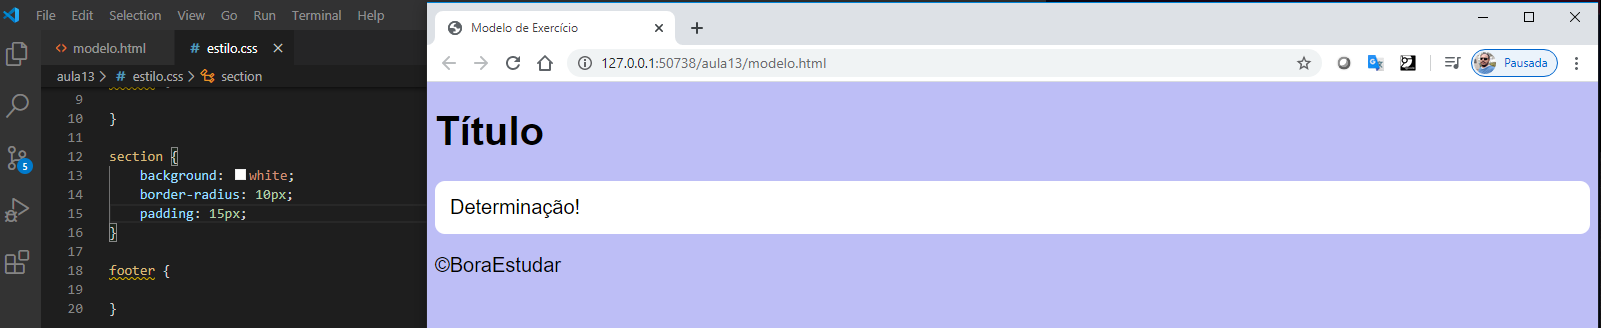 File Edit Selection View Go Run Terminal Help
modelo.html
# estilo.css
aula13 > # estilo.css > section
5
9
10 }
11
12 section {
13 background: white;
14 border-radius: 10px;
15 padding: 15px;
16 }
17
18 footer {
19
20 }
Modelo de Exercício
127.0.0.1:50738/aula13/modelo.html
Pausada
Título
Determinação!
©BoraEstudar